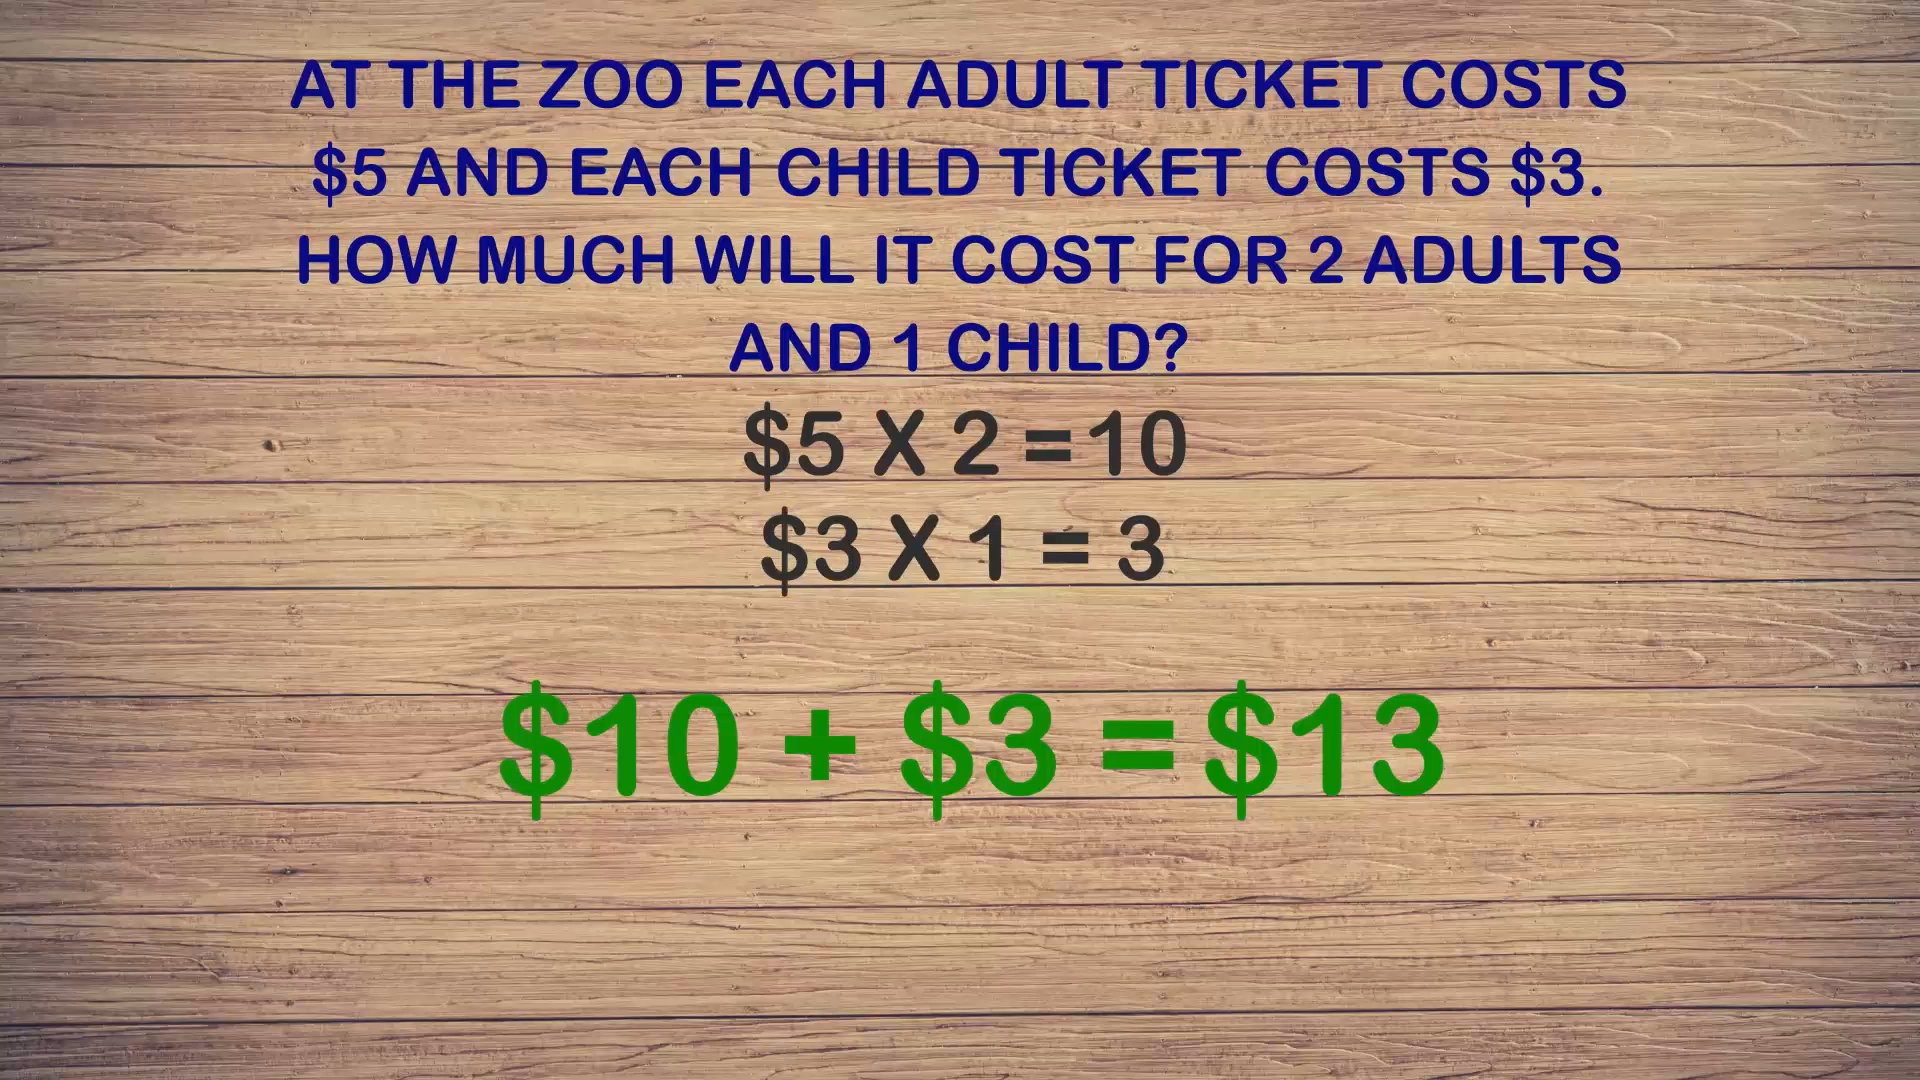 AT THE ZOO EACH ADULT TICKET COSTS
$5 AND EACH CHILD TICKET COSTS $3.
HOW MUCH WILL IT COST FOR 2 ADULTS
AND 1 CHILD?
$5 X 2 = 10
$3 X 1 = 3
$10 + $3 = $13